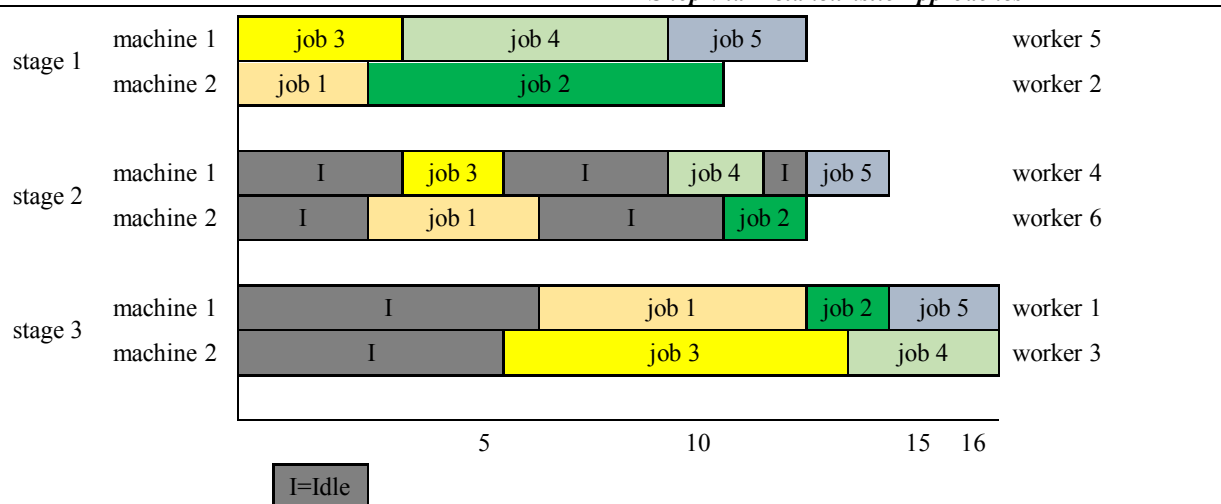 machine 1 job 3 job 4 job 5 worker 5
stage 1
machine 2 job 1 job 2 worker 2
machine 1 I job 3 I job 4 I job 5 worker 4
stage 2
machine 2 I job 1 I job 2 worker 6
machine 1 I job 1 job 2 job 5 worker 1
stage 3
machine 2 I job 3 job 4 worker 3
5 10 15 16
I=Idle